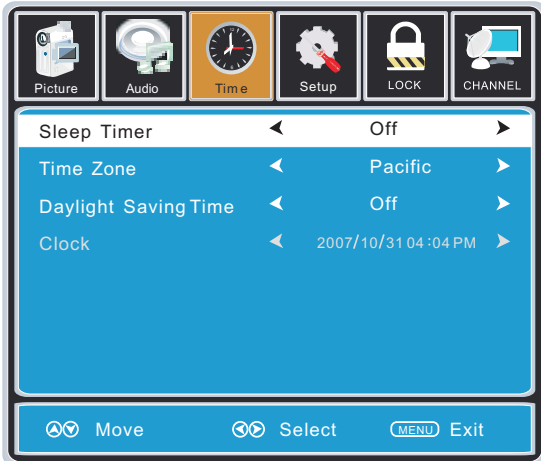 Picture Audio Time Setup LOCK CHANNEL
Sleep Timer Off
Time Zone Pacific
Daylight Saving Time Off
Clock 2007/10/31 04:04 PM
Move Select MENU Exit